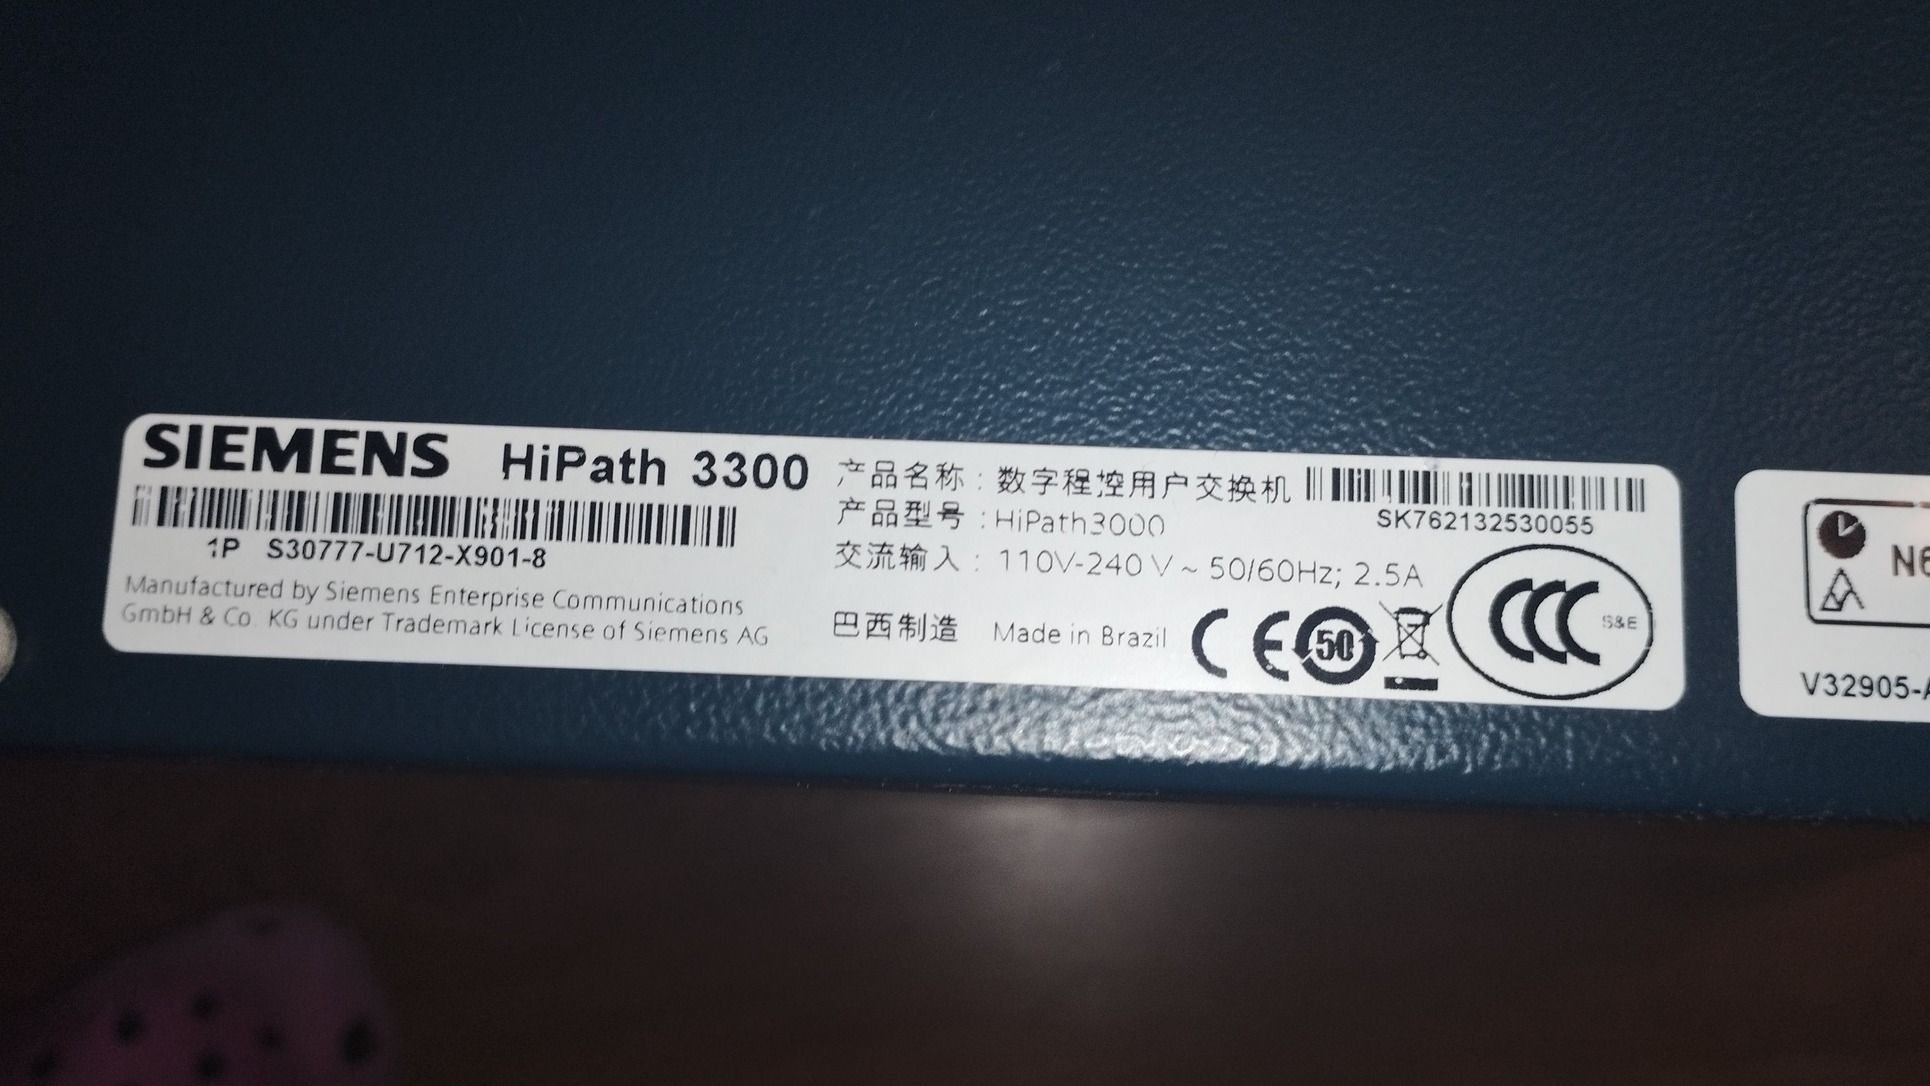 SIEMENS HiPath 3300
1P S30777-U712-X901-8
Manufactured by Siemens Enterprise Communications
GmbH & Co. KG under Trademark License of Siemens AG
产品名称 : 数字程控用户交换机
产品型号 : HiPath3000
交流输入 : 110V-240V ~ 50/60Hz; 2.5A
巴西制造 Made in Brazil
SK762132530055
CE
50
CCC S&E
N6
V32905-A